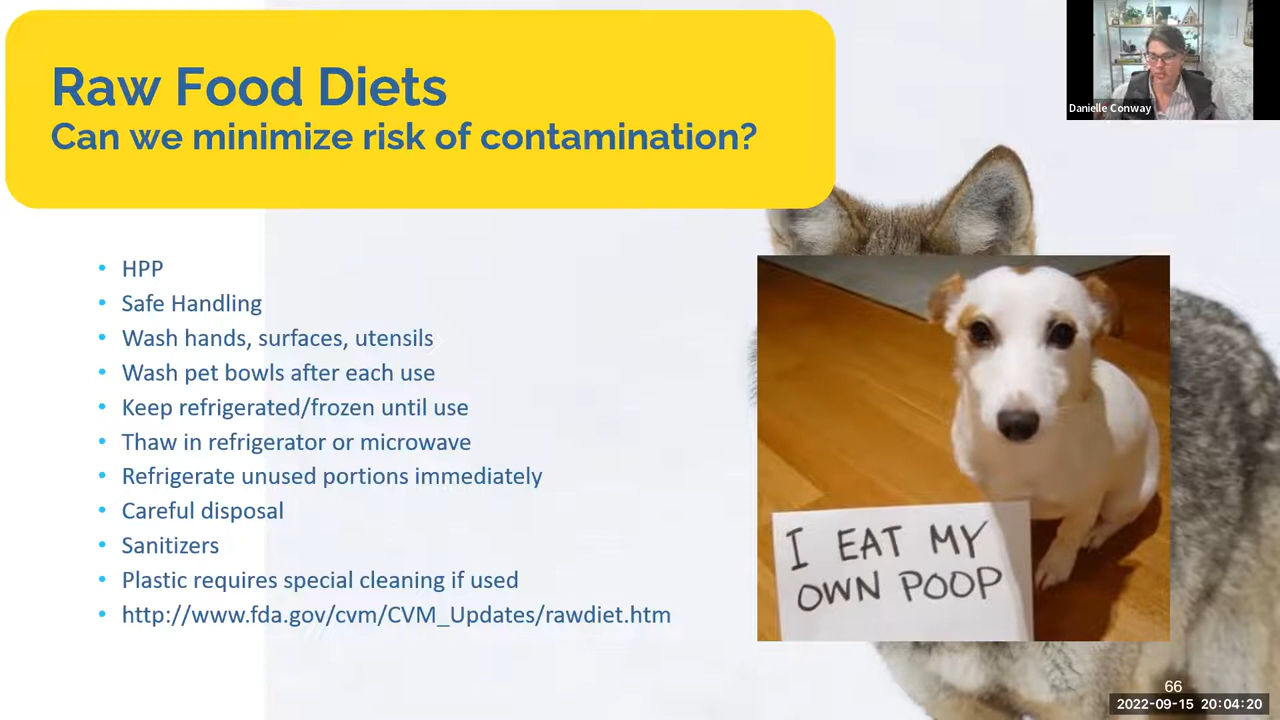 Raw Food Diets
Can we minimize risk of contamination?
Danielle Conway
HPP
Safe Handling
Wash hands, surfaces, utensils
Wash pet bowls after each use
Keep refrigerated/frozen until use
Thaw in refrigerator or microwave
Refrigerate unused portions immediately
Careful disposal
Sanitizers
Plastic requires special cleaning if used
http://www.fda.gov/cvm/CVM_Updates/rawdiet.htm
I EAT MY
OWN POOP
66
2022-09-15 20:04:20